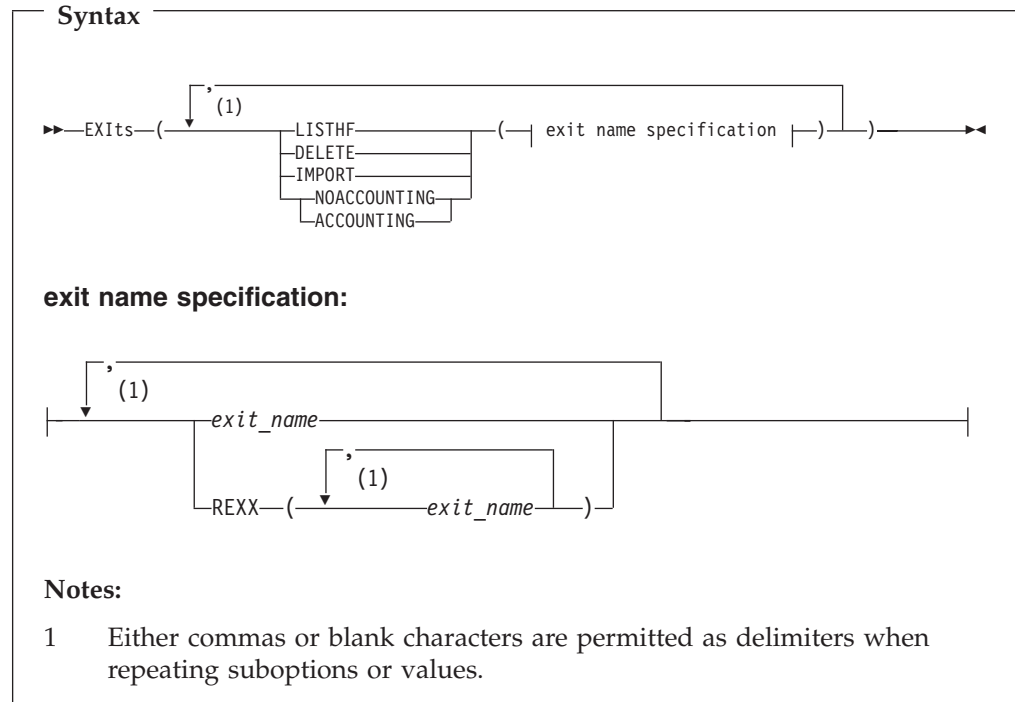 Syntax
,
(1)
EXIts ( LISTHF ( exit name specification ) )
DELETE
IMPORT
NOACCOUNTING
ACCOUNTING
exit name specification:
,
(1)
exit_name
,
(1)
REXX ( exit_name )
Notes:
1 Either commas or blank characters are permitted as delimiters when
repeating suboptions or values.